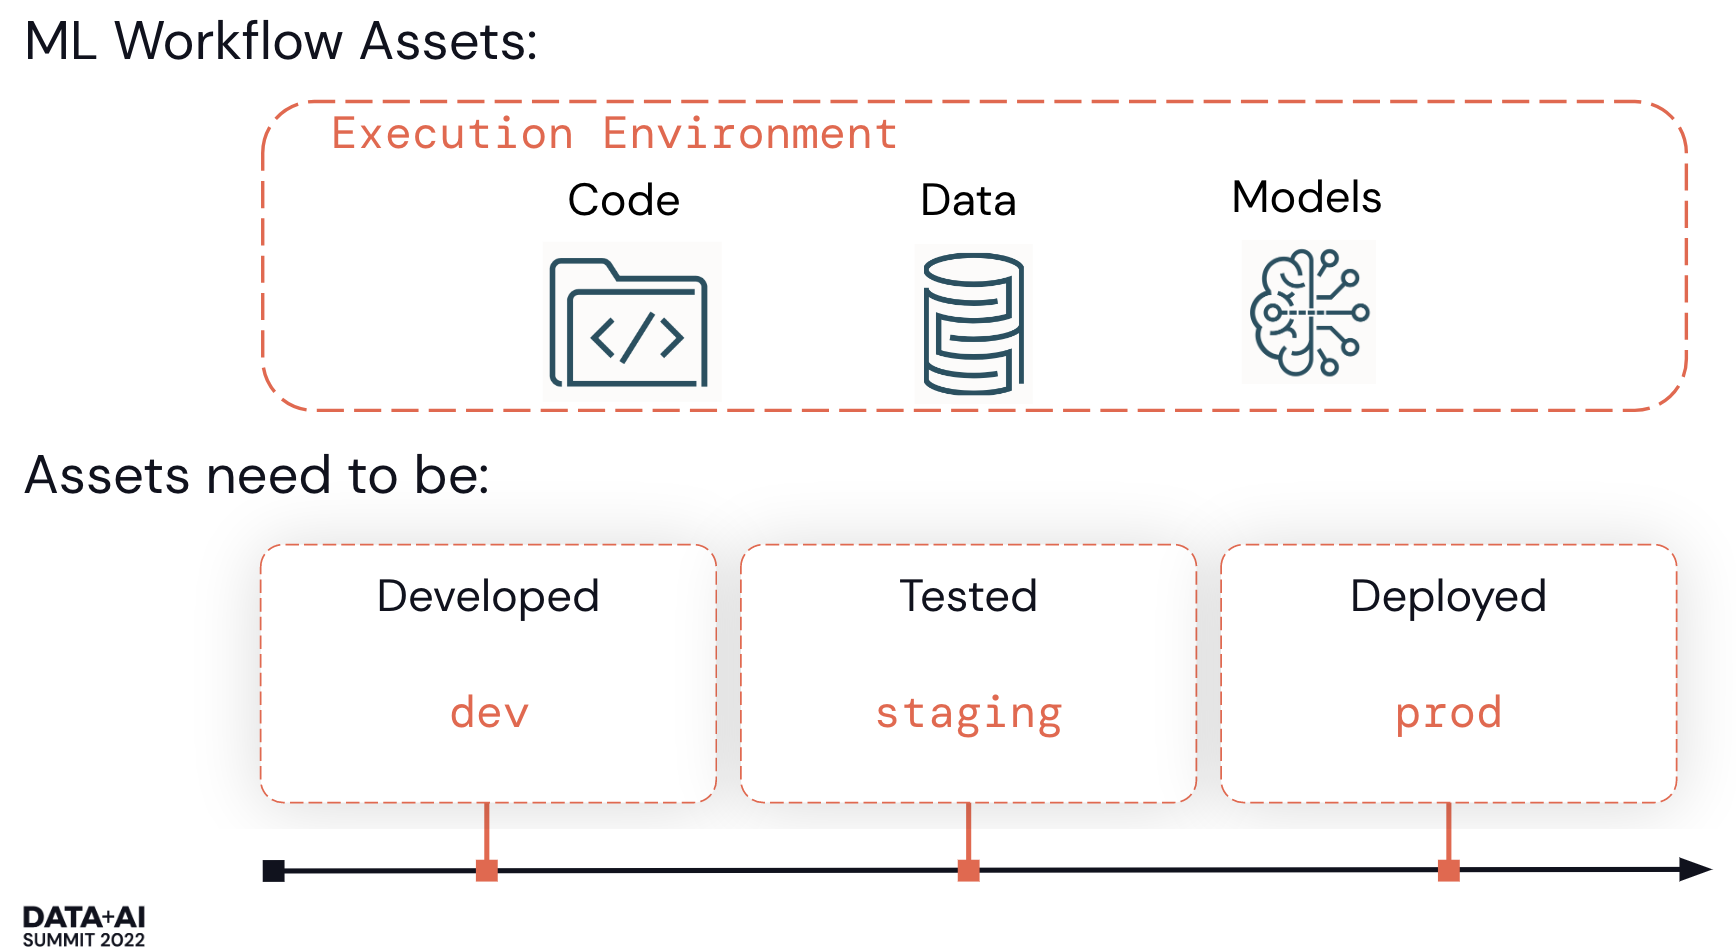 ML Workflow Assets:
Execution Environment
Code Data Models
</>
Assets need to be:
Developed Tested Deployed
dev staging prod
DATA+AI
SUMMIT 2022